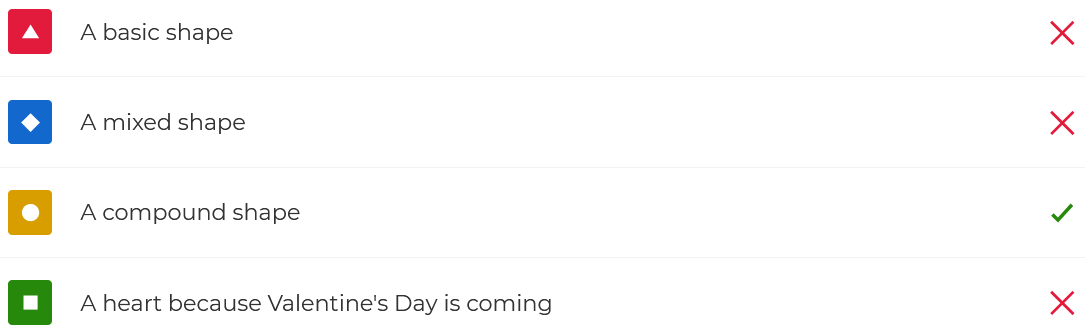 A basic shape
A mixed shape
A compound shape
A heart because Valentine's Day is coming